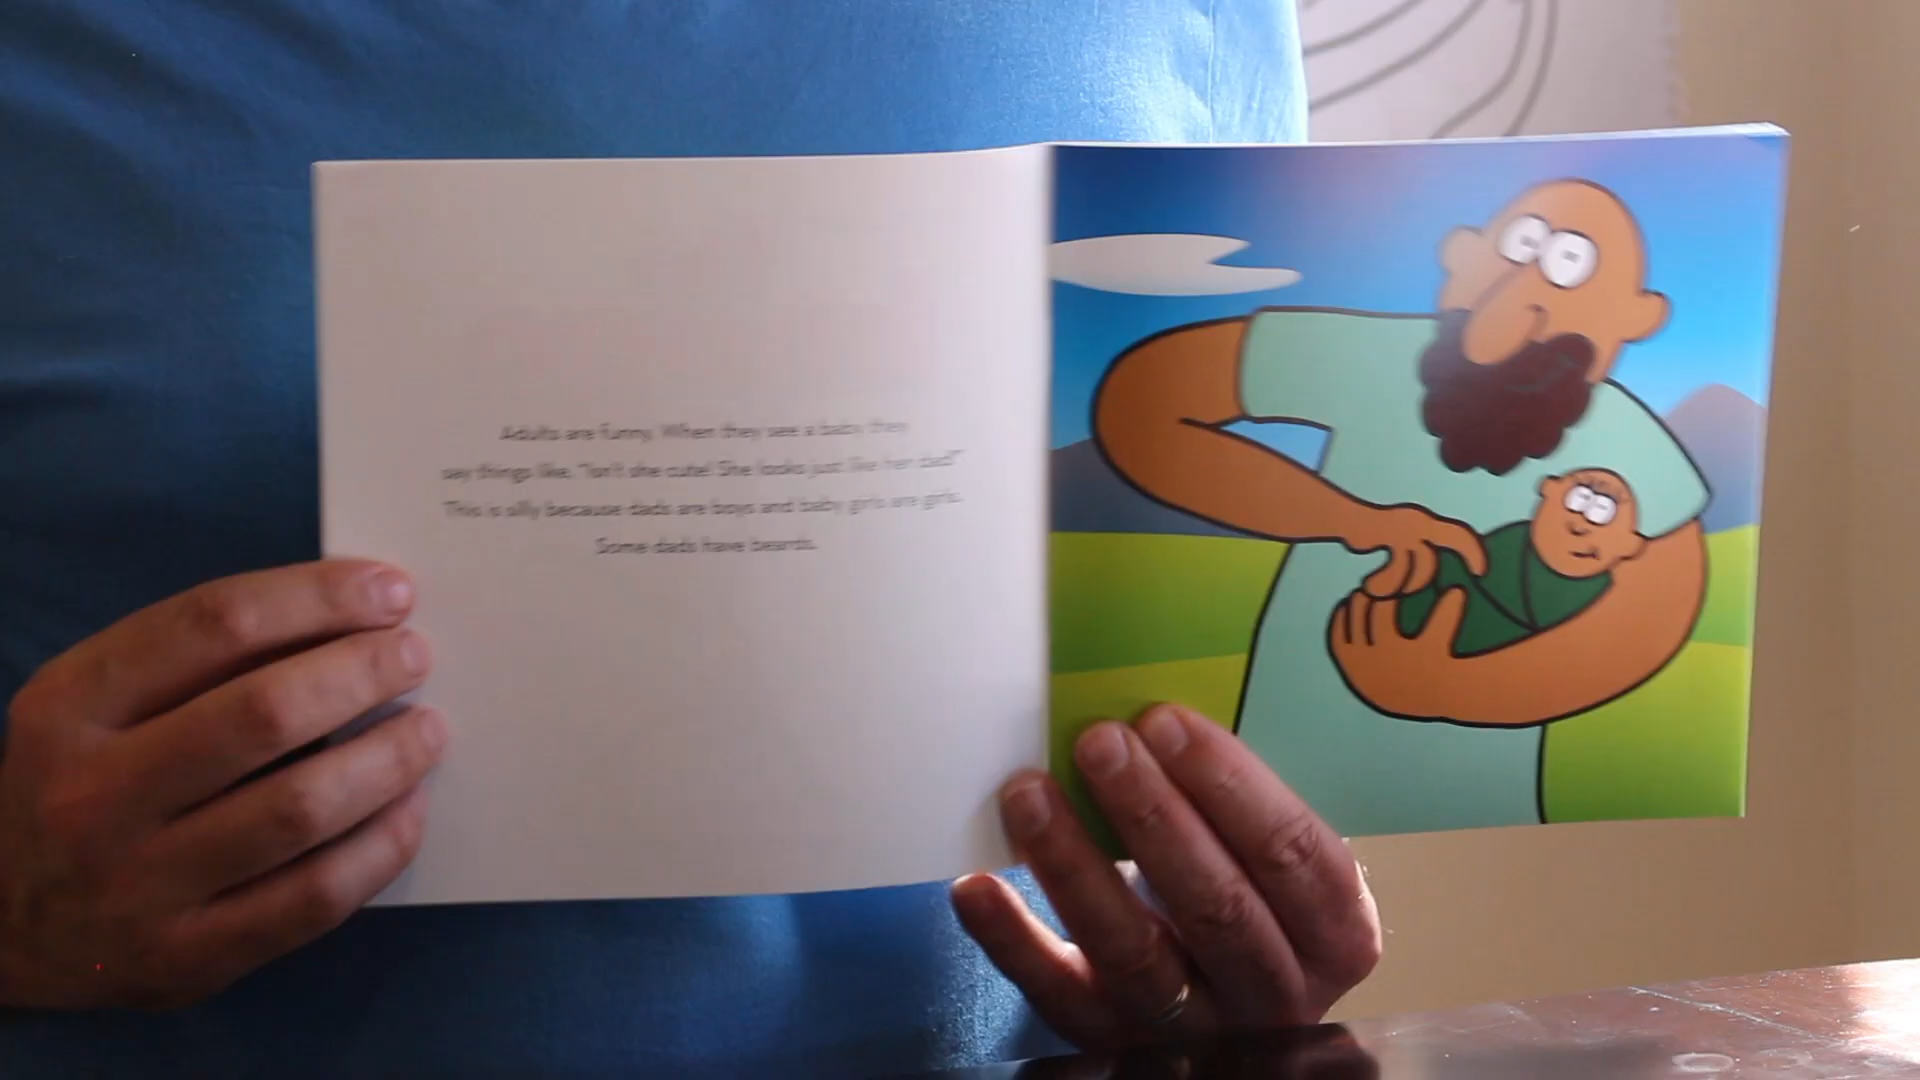 Adults are funny. When they see a baby they
say things like, "Isn't she cute! She looks just like her dad!"
This is silly because dads are boys and baby girls are girls.
Some dads have beards.